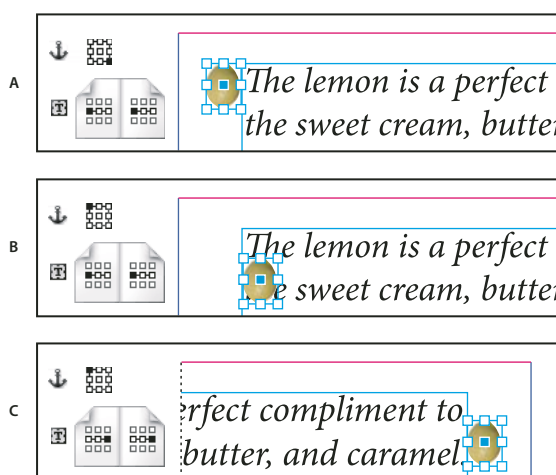 A
The lemon is a perfect
the sweet cream, butter
B
The lemon is a perfect
e sweet cream, butter
C
erfect compliment to
butter, and caramel.